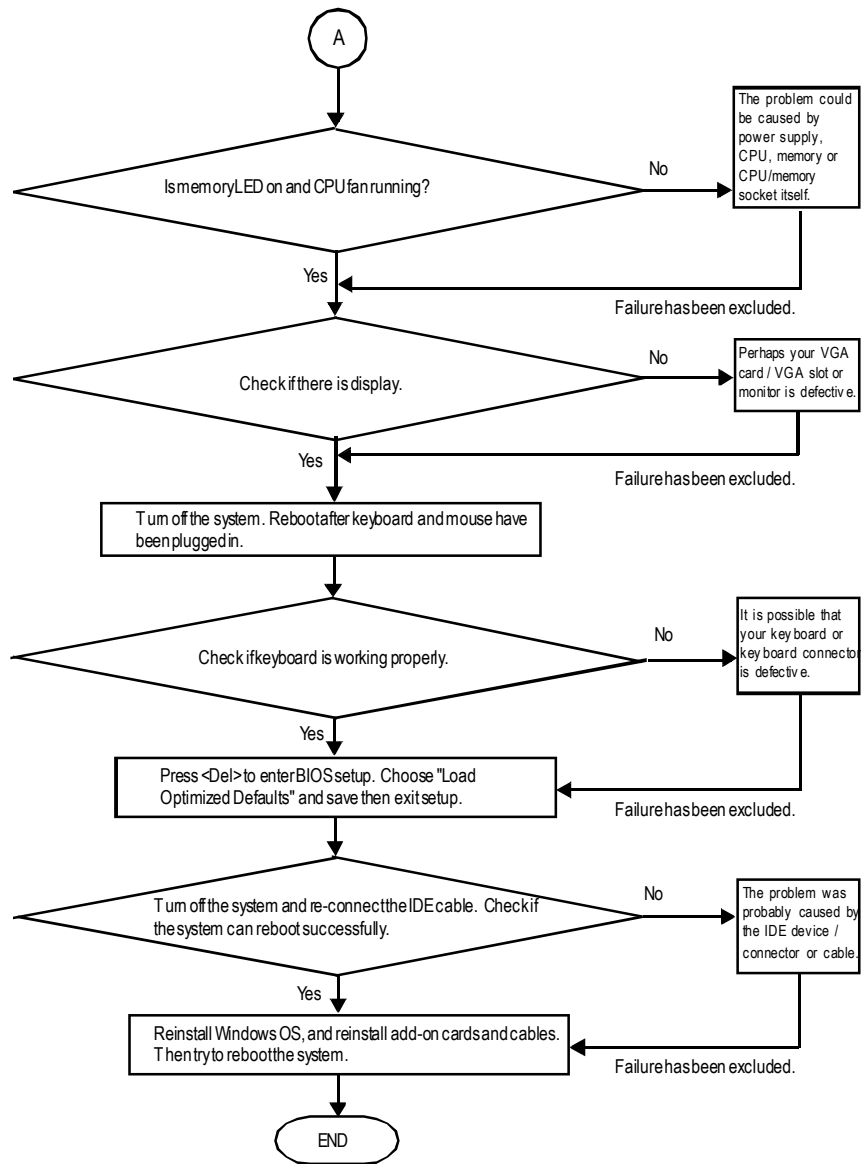 A
The problem could
be caused by
power supply,
CPU, memory or
CPU/memory
socket itself.
Is memory LED on and CPU fan running?
No
Yes
Failure has been excluded.
Check if there is display.
No
Perhaps your VGA
card / VGA slot or
monitor is defective.
Yes
Failure has been excluded.
Turn off the system. Reboot after keyboard and mouse have
been plugged in.
Check if keyboard is working properly.
No
It is possible that
your keyboard or
keyboard connector
is defective.
Yes
Press <Del> to enter BIOS setup. Choose "Load
Optimized Defaults" and save then exit setup.
Failure has been excluded.
Turn off the system and re-connect the IDE cable. Check if
the system can reboot successfully.
No
The problem was
probably caused by
the IDE device /
connector or cable.
Yes
Reinstall Windows OS, and reinstall add-on cards and cables.
Then try to reboot the system.
Failure has been excluded.
END